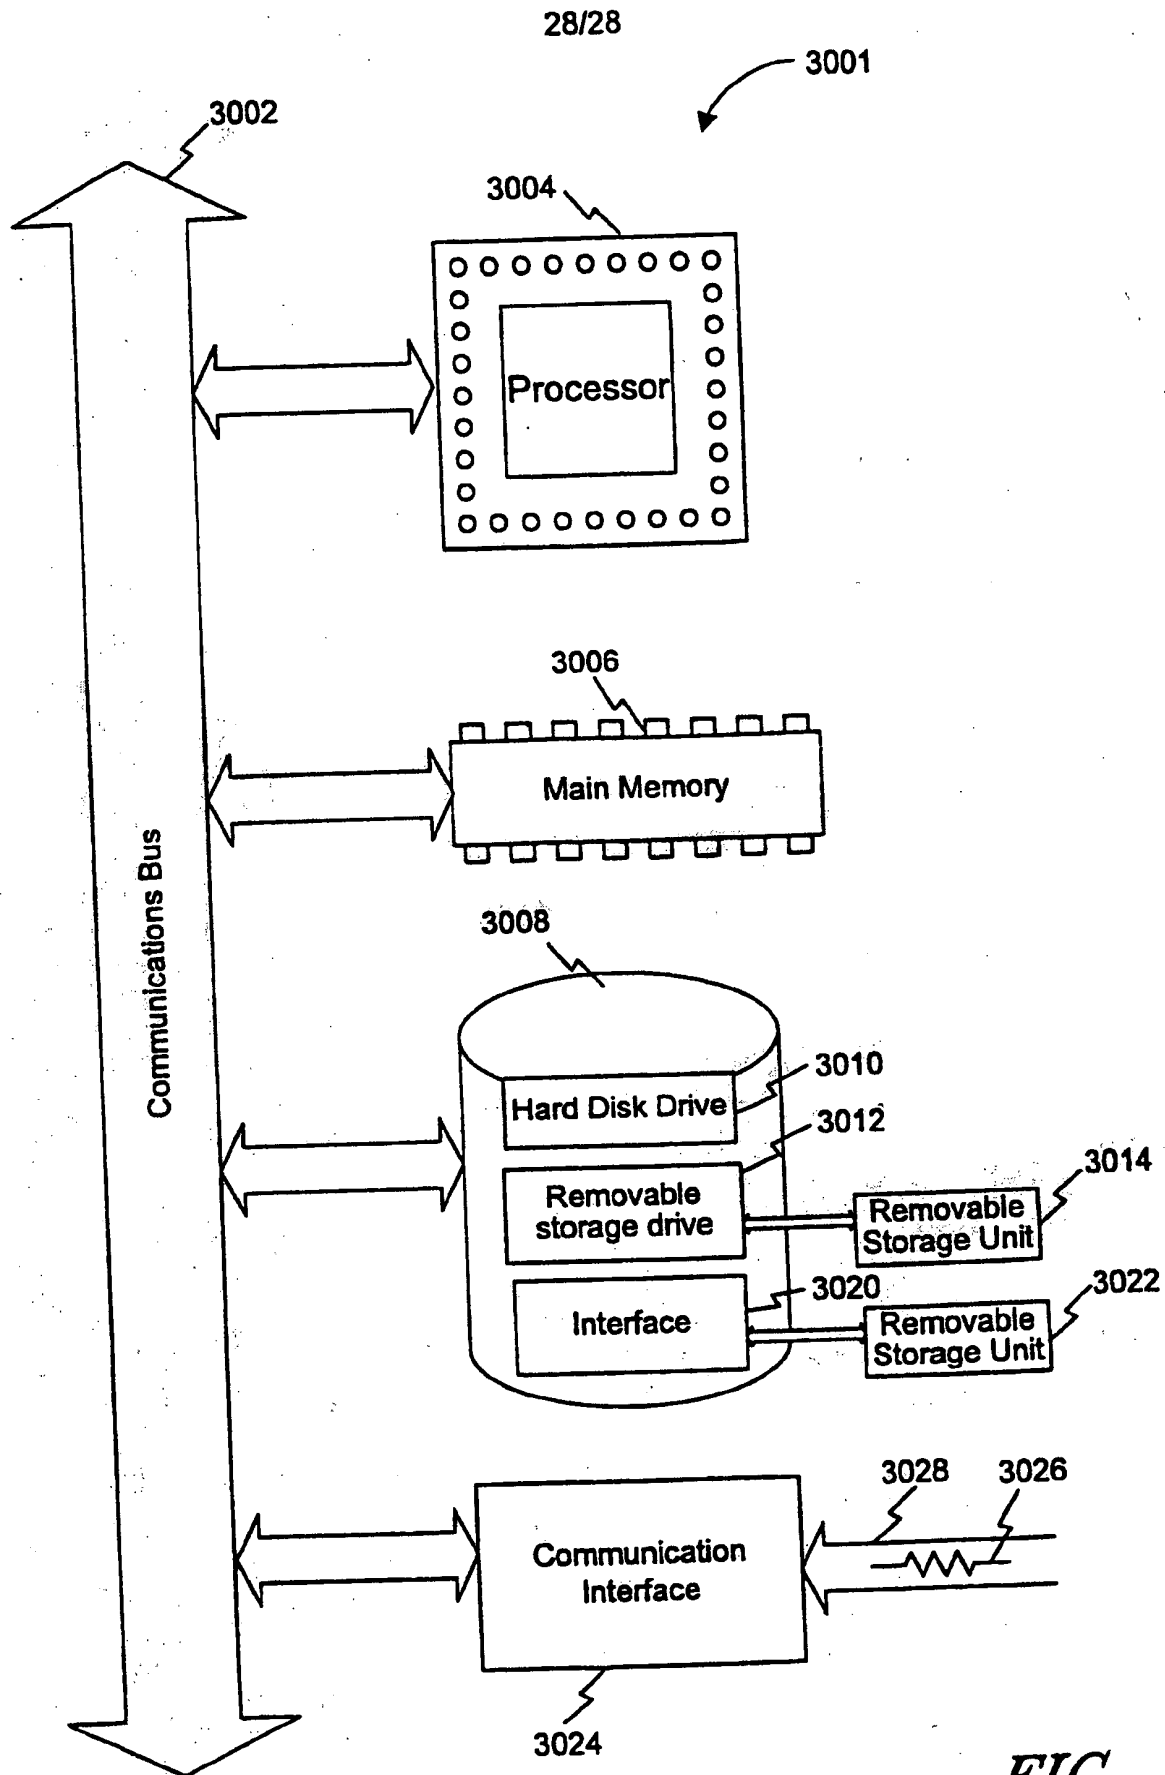 28/28
3001
3002
3004
Processor
3006
Main Memory
Communications Bus
3008
3010
Hard Disk Drive
3012
Removable
storage drive
3014
Removable
Storage Unit
3020
Interface
3022
Removable
Storage Unit
3028
3026
Communication
Interface
3024
FIG